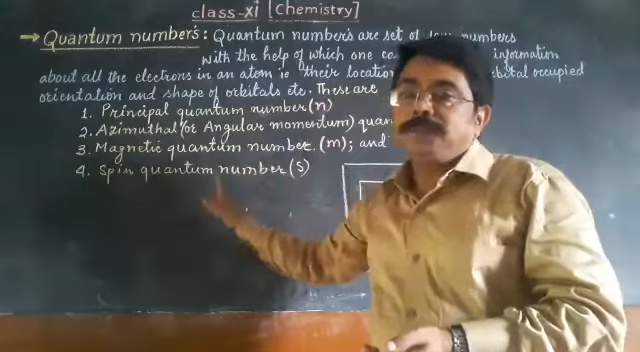 class-xi [Chemistry]
→ Quantum numbers: Quantum numbers are set of numbers
with the help of which one information
about all the electrons in an atom ie their location occupied
orientation and shape of orbitals etc. These are
1. Principal quantum number (n)
2. Azimuthal (or Angular momentum)
3. Magnetic quantum number (m); and
4. Spin quantum number (s)